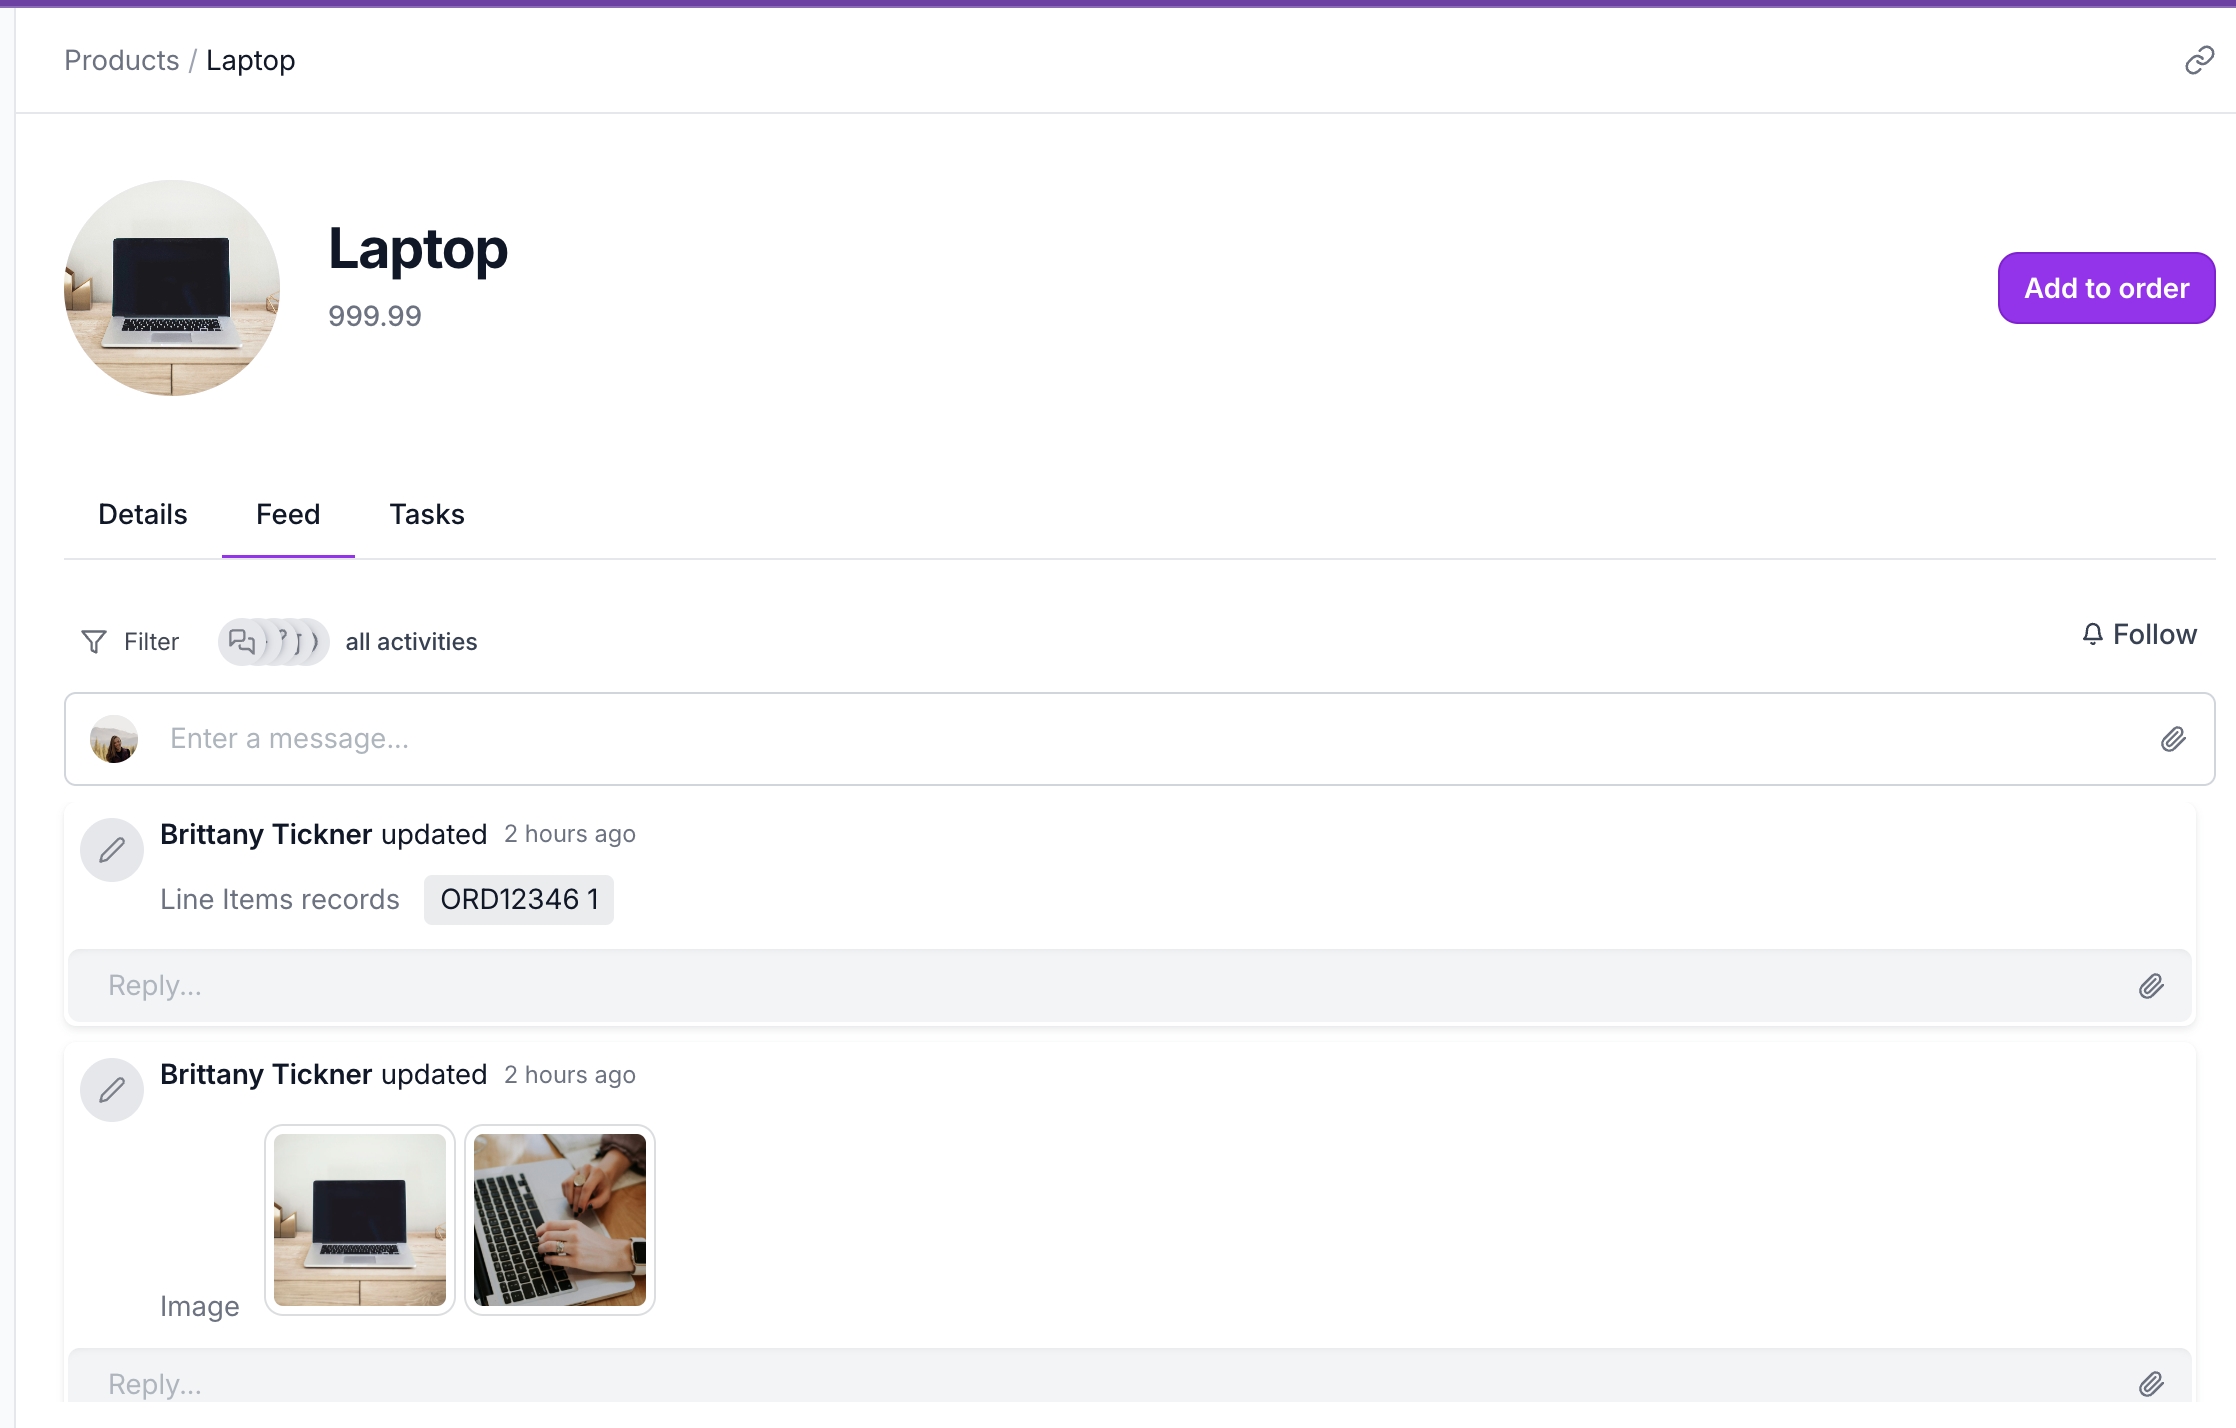 Products / Laptop
Laptop
999.99
Add to order
Details Feed Tasks
Filter all activities Follow
Enter a message...
Brittany Tickner updated 2 hours ago
Line Items records ORD12346 1
Reply...
Brittany Tickner updated 2 hours ago
Image
Reply...